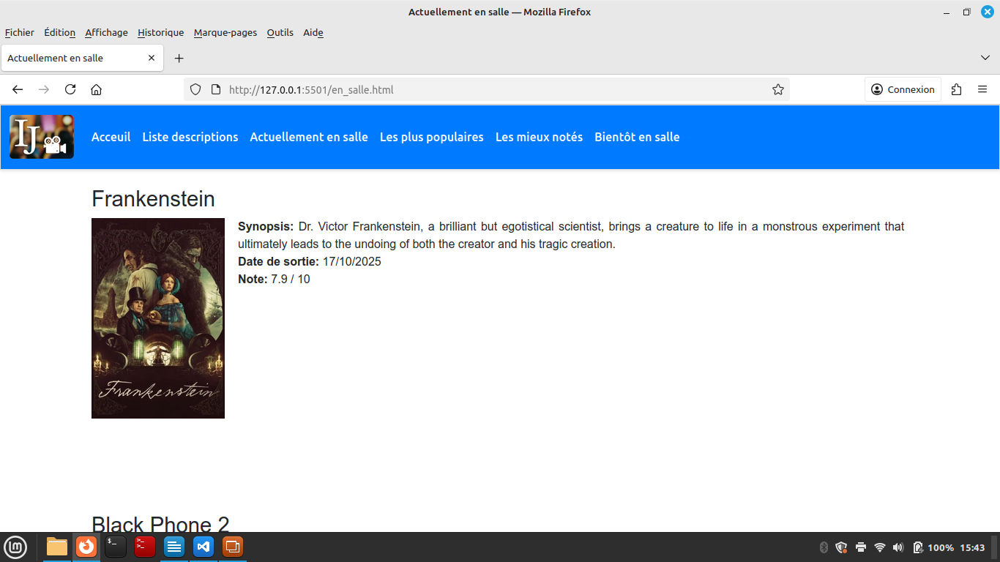 Actuellement en salle — Mozilla Firefox
Fichier Édition Affichage Historique Marque-pages Outils Aide
Actuellement en salle
http://127.0.0.1:5501/en_salle.html
Connexion
IJ
Acceuil Liste descriptions Actuellement en salle Les plus populaires Les mieux notés Bientôt en salle
Frankenstein
Synopsis: Dr. Victor Frankenstein, a brilliant but egotistical scientist, brings a creature to life in a monstrous experiment that
ultimately leads to the undoing of both the creator and his tragic creation.
Date de sortie: 17/10/2025
Note: 7.9 / 10
Frankenstein
Black Phone 2
100% 15:43